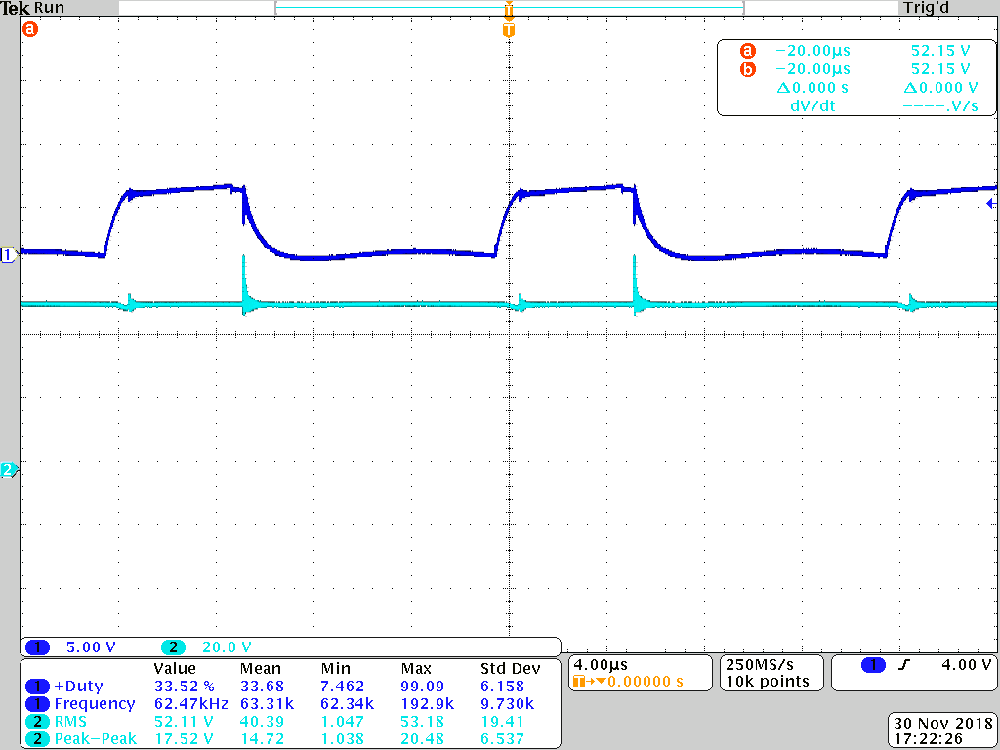 Tek Run Trig'd
T
a T
a −20.00µs 52.15 V
b −20.00µs 52.15 V
Δ0.000 s Δ0.000 V
dV/dt −−−−.V/s
1
2
1 5.00 V 2 20.0 V
Value Mean Min Max Std Dev
1 +Duty 33.52 % 33.68 7.462 99.09 6.158
1 Frequency 62.47kHz 63.31k 62.34k 192.9k 9.730k
2 RMS 52.11 V 40.39 1.047 53.18 19.41
2 Peak−Peak 17.52 V 14.72 1.038 20.48 6.537
4.00µs
T→▼0.00000 s
250MS/s
10k points
1 4.00 V
30 Nov 2018
17:22:26